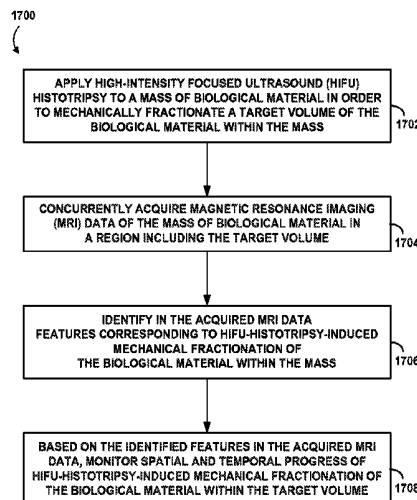 1700
APPLY HIGH-INTENSITY FOCUSED ULTRASOUND (HIFU)
HISTOTRIPSY TO A MASS OF BIOLOGICAL MATERIAL IN ORDER
TO MECHANICALLY FRACTIONATE A TARGET VOLUME OF THE
BIOLOGICAL MATERIAL WITHIN THE MASS
1702
CONCURRENTLY ACQUIRE MAGNETIC RESONANCE IMAGING
(MRI) DATA OF THE MASS OF BIOLOGICAL MATERIAL IN
A REGION INCLUDING THE TARGET VOLUME
1704
IDENTIFY IN THE ACQUIRED MRI DATA
FEATURES CORRESPONDING TO HIFU-HISTOTRIPSY-INDUCED
MECHANICAL FRACTIONATION OF
THE BIOLOGICAL MATERIAL WITHIN THE MASS
1706
BASED ON THE IDENTIFIED FEATURES IN THE ACQUIRED MRI
DATA, MONITOR SPATIAL AND TEMPORAL PROGRESS OF
HIFU-HISTOTRIPSY-INDUCED MECHANICAL FRACTIONATION OF
THE BIOLOGICAL MATERIAL WITHIN THE TARGET VOLUME
1708